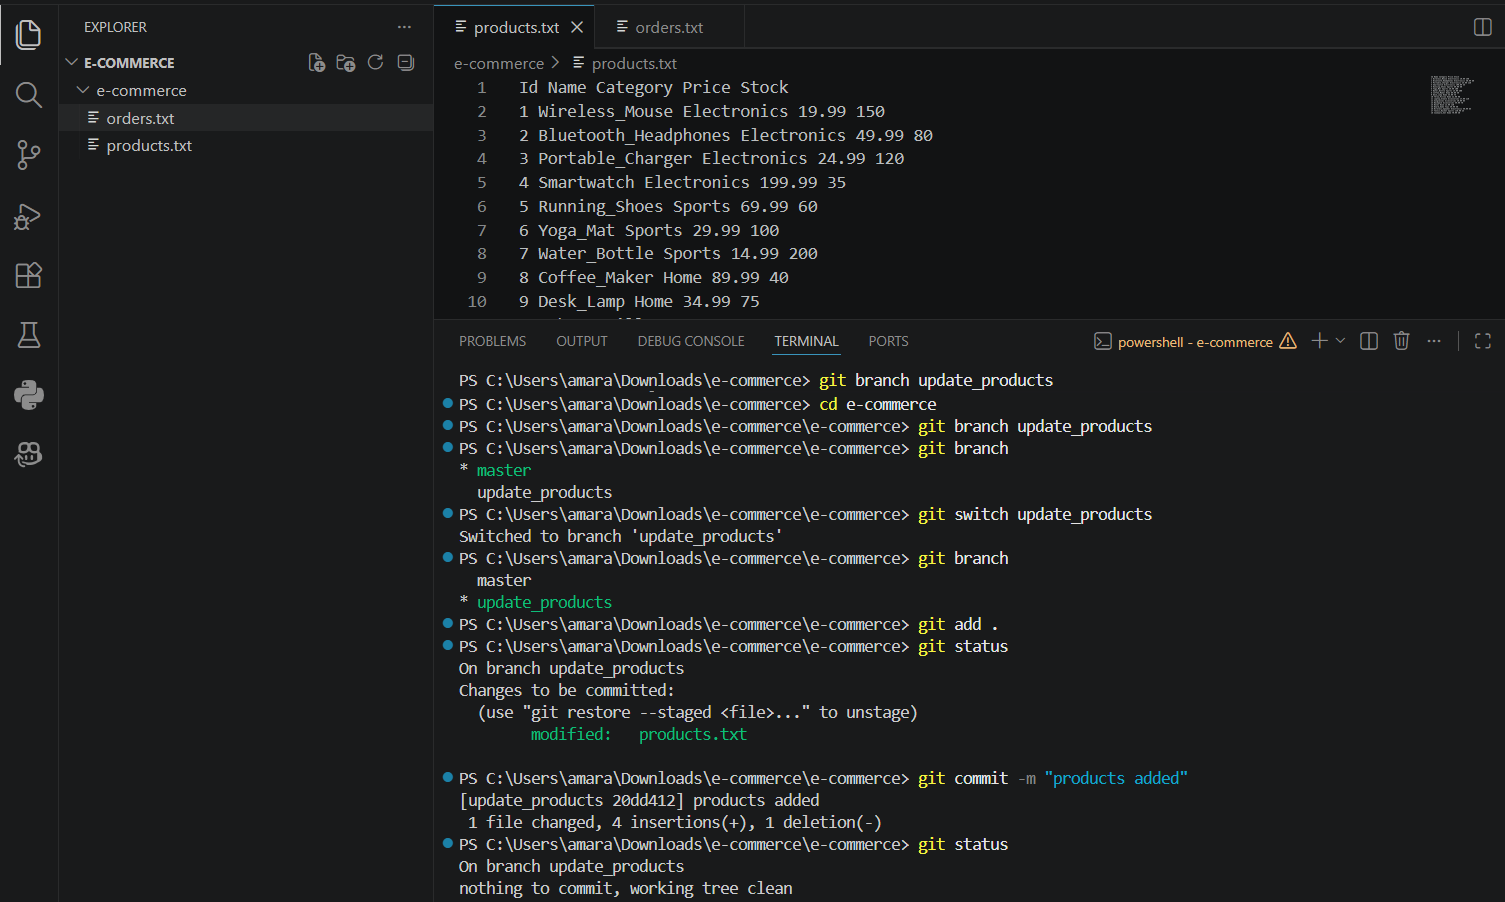 EXPLORER
E-COMMERCE
e-commerce
orders.txt
products.txt
products.txt
orders.txt
e-commerce > products.txt
1 Id Name Category Price Stock
2 1 Wireless_Mouse Electronics 19.99 150
3 2 Bluetooth_Headphones Electronics 49.99 80
4 3 Portable_Charger Electronics 24.99 120
5 4 Smartwatch Electronics 199.99 35
6 5 Running_Shoes Sports 69.99 60
7 6 Yoga_Mat Sports 29.99 100
8 7 Water_Bottle Sports 14.99 200
9 8 Coffee_Maker Home 89.99 40
10 9 Desk_Lamp Home 34.99 75
PROBLEMS OUTPUT DEBUG CONSOLE TERMINAL PORTS
powershell - e-commerce
PS C:\Users\amara\Downloads\e-commerce> git branch update_products
PS C:\Users\amara\Downloads\e-commerce> cd e-commerce
PS C:\Users\amara\Downloads\e-commerce\e-commerce> git branch update_products
PS C:\Users\amara\Downloads\e-commerce\e-commerce> git branch
* master
update_products
PS C:\Users\amara\Downloads\e-commerce\e-commerce> git switch update_products
Switched to branch 'update_products'
PS C:\Users\amara\Downloads\e-commerce\e-commerce> git branch
master
* update_products
PS C:\Users\amara\Downloads\e-commerce\e-commerce> git add .
PS C:\Users\amara\Downloads\e-commerce\e-commerce> git status
On branch update_products
Changes to be committed:
(use "git restore --staged <file>..." to unstage)
modified: products.txt
PS C:\Users\amara\Downloads\e-commerce\e-commerce> git commit -m "products added"
[update_products 20dd412] products added
1 file changed, 4 insertions(+), 1 deletion(-)
PS C:\Users\amara\Downloads\e-commerce\e-commerce> git status
On branch update_products
nothing to commit, working tree clean